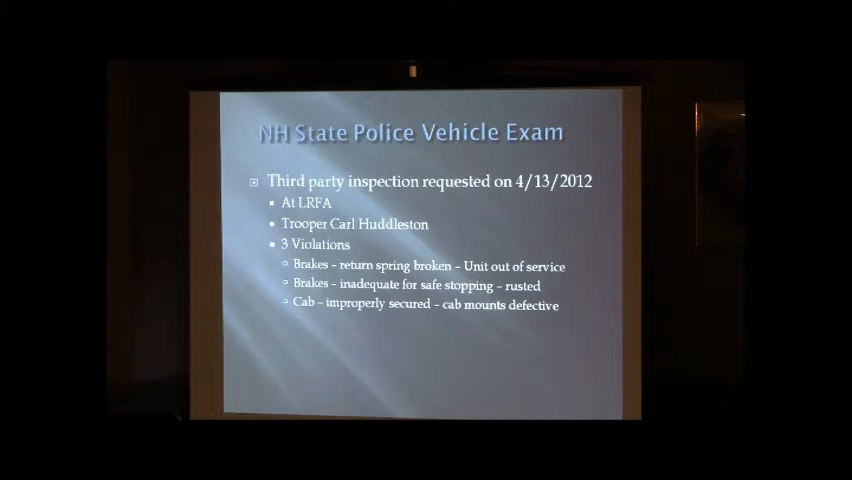 NH State Police Vehicle Exam
Third party inspection requested on 4/13/2012
At LRFA
Trooper Carl Huddleston
3 Violations
Brakes – return spring broken – Unit out of service
Brakes – inadequate for safe stopping – rusted
Cab – improperly secured – cab mounts defective